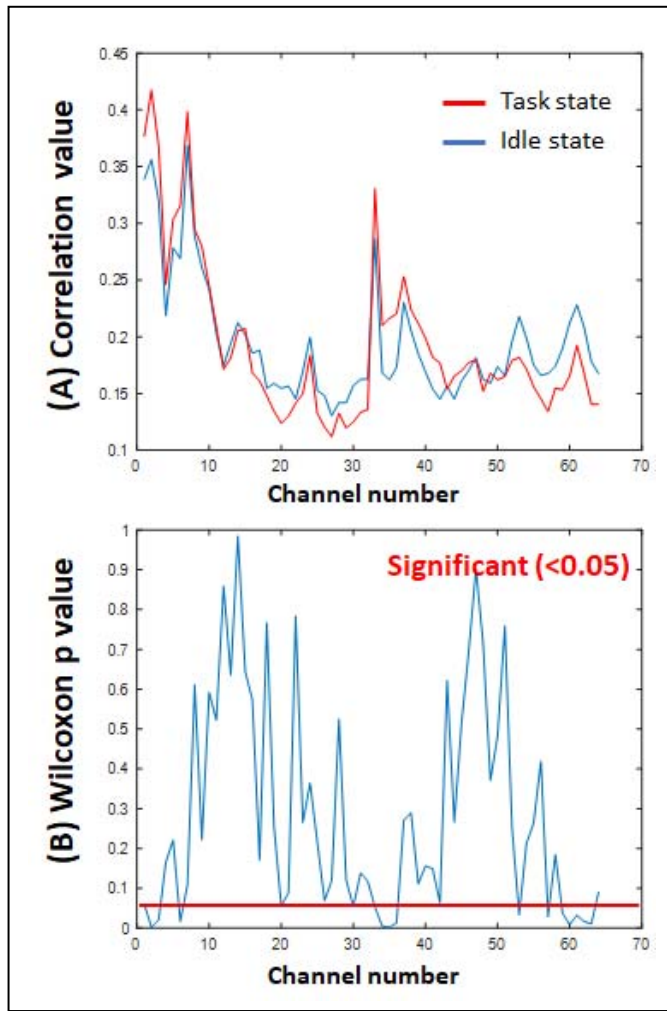 0.45
0.4
0.35
0.3
0.25
0.2
0.15
0.1
(A) Correlation value
Task state
Idle state
0 10 20 30 40 50 60 70
Channel number
1
0.9
0.8
0.7
0.6
0.5
0.4
0.3
0.2
0.1
0
(B) Wilcoxon p value
Significant (<0.05)
0 10 20 30 40 50 60 70
Channel number